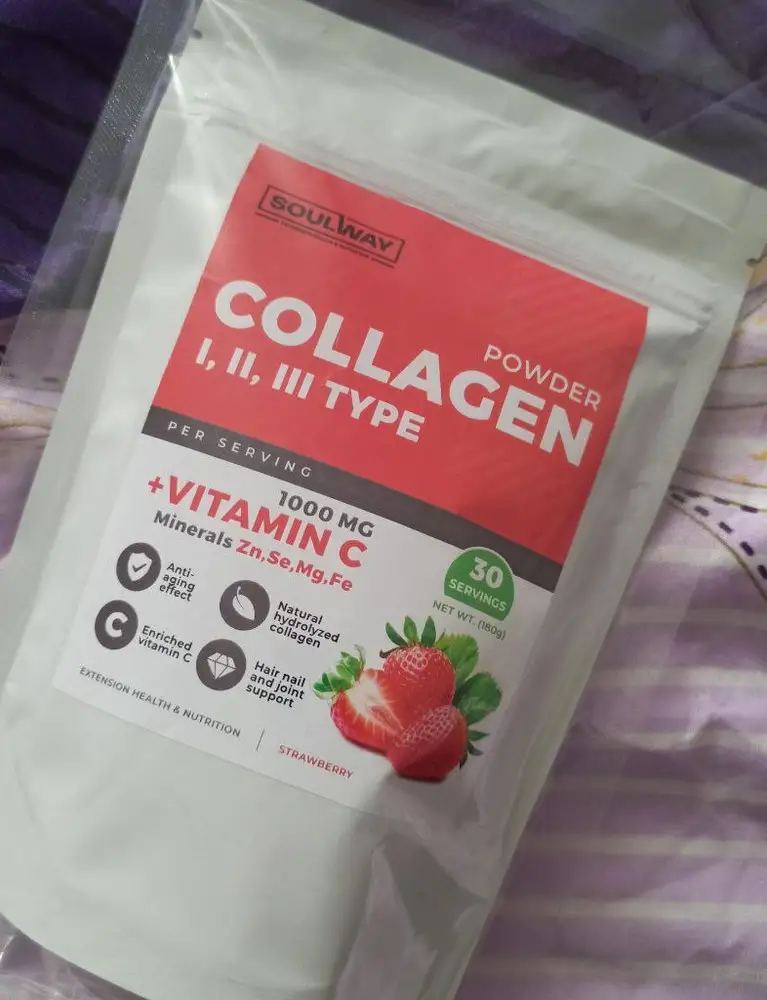 SOULWAY
POWDER
COLLAGEN
I, II, III TYPE
PER SERVING
1000 MG
+VITAMIN C
Minerals Zn,Se,Mg,Fe
30
SERVINGS
NET WT. (180g)
Anti-
aging
effect
Natural
hydrolyzed
collagen
C
Enriched
vitamin C
Hair nail
and joint
support
EXTENSION HEALTH & NUTRITION
STRAWBERRY